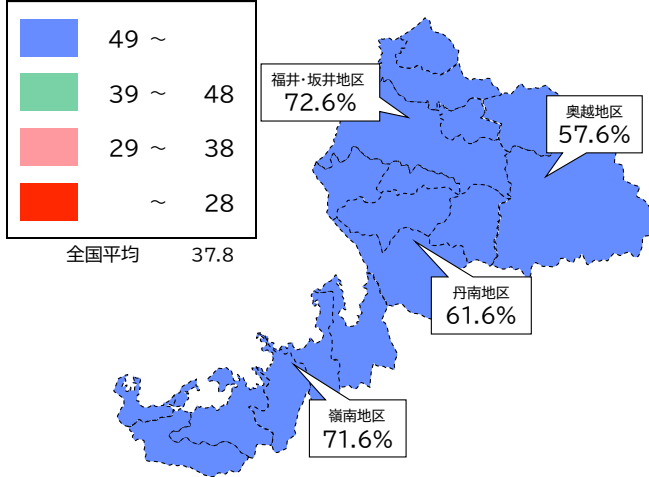 49 ～
39 ～ 48
29 ～ 38
～ 28
全国平均 37.8
福井・坂井地区
72.6%
奥越地区
57.6%
丹南地区
61.6%
嶺南地区
71.6%